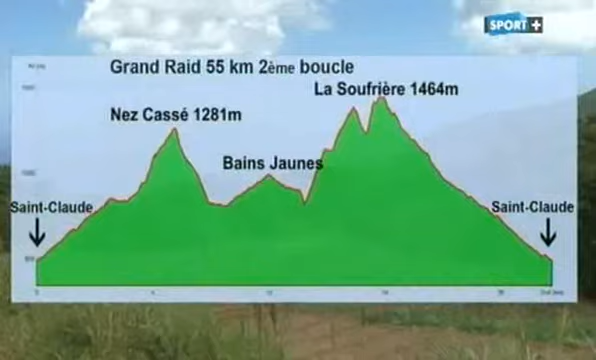 SPORT+
Grand Raid 55 km 2ème boucle
La Soufrière 1464m
Nez Cassé 1281m
Bains Jaunes
Saint-Claude
Saint-Claude